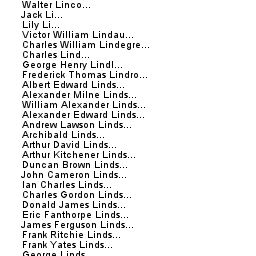 Walter Linco...
Jack Li...
Lily Li...
Victor William Lindau...
Charles William Lindegre...
Charles Lind...
George Henry Lindl...
Frederick Thomas Lindro...
Albert Edward Linds...
Alexander Milne Linds...
William Alexander Linds...
Alexander Edward Linds...
Andrew Lawson Linds...
Archibald Linds...
Arthur David Linds...
Arthur Kitchener Linds...
Duncan Brown Linds...
John Cameron Linds...
Ian Charles Linds...
Charles Gordon Linds...
Donald James Linds...
Eric Fanthorpe Linds...
James Ferguson Linds...
Frank Ritchie Linds...
Frank Yates Linds...
George Linds...